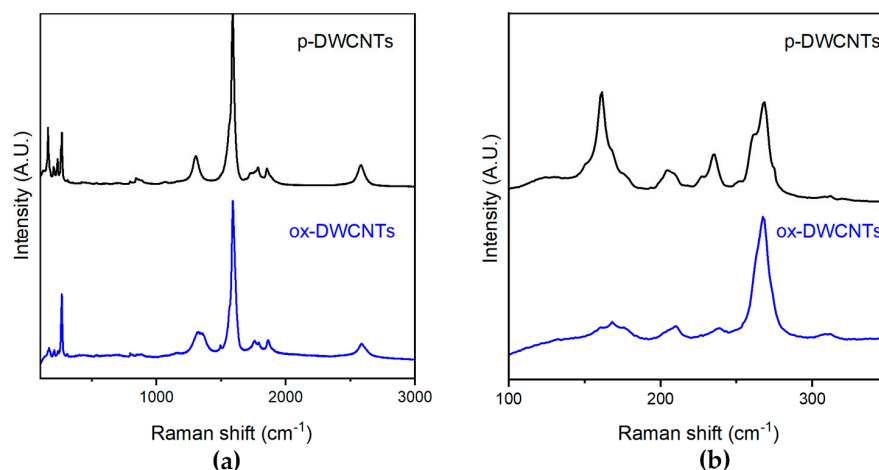 p-DWCNTs
ox-DWCNTs
Intensity (A.U.)
1000
2000
3000
Raman shift (cm⁻¹)
(a)
p-DWCNTs
ox-DWCNTs
Intensity (A.U.)
100
200
300
Raman shift (cm⁻¹)
(b)